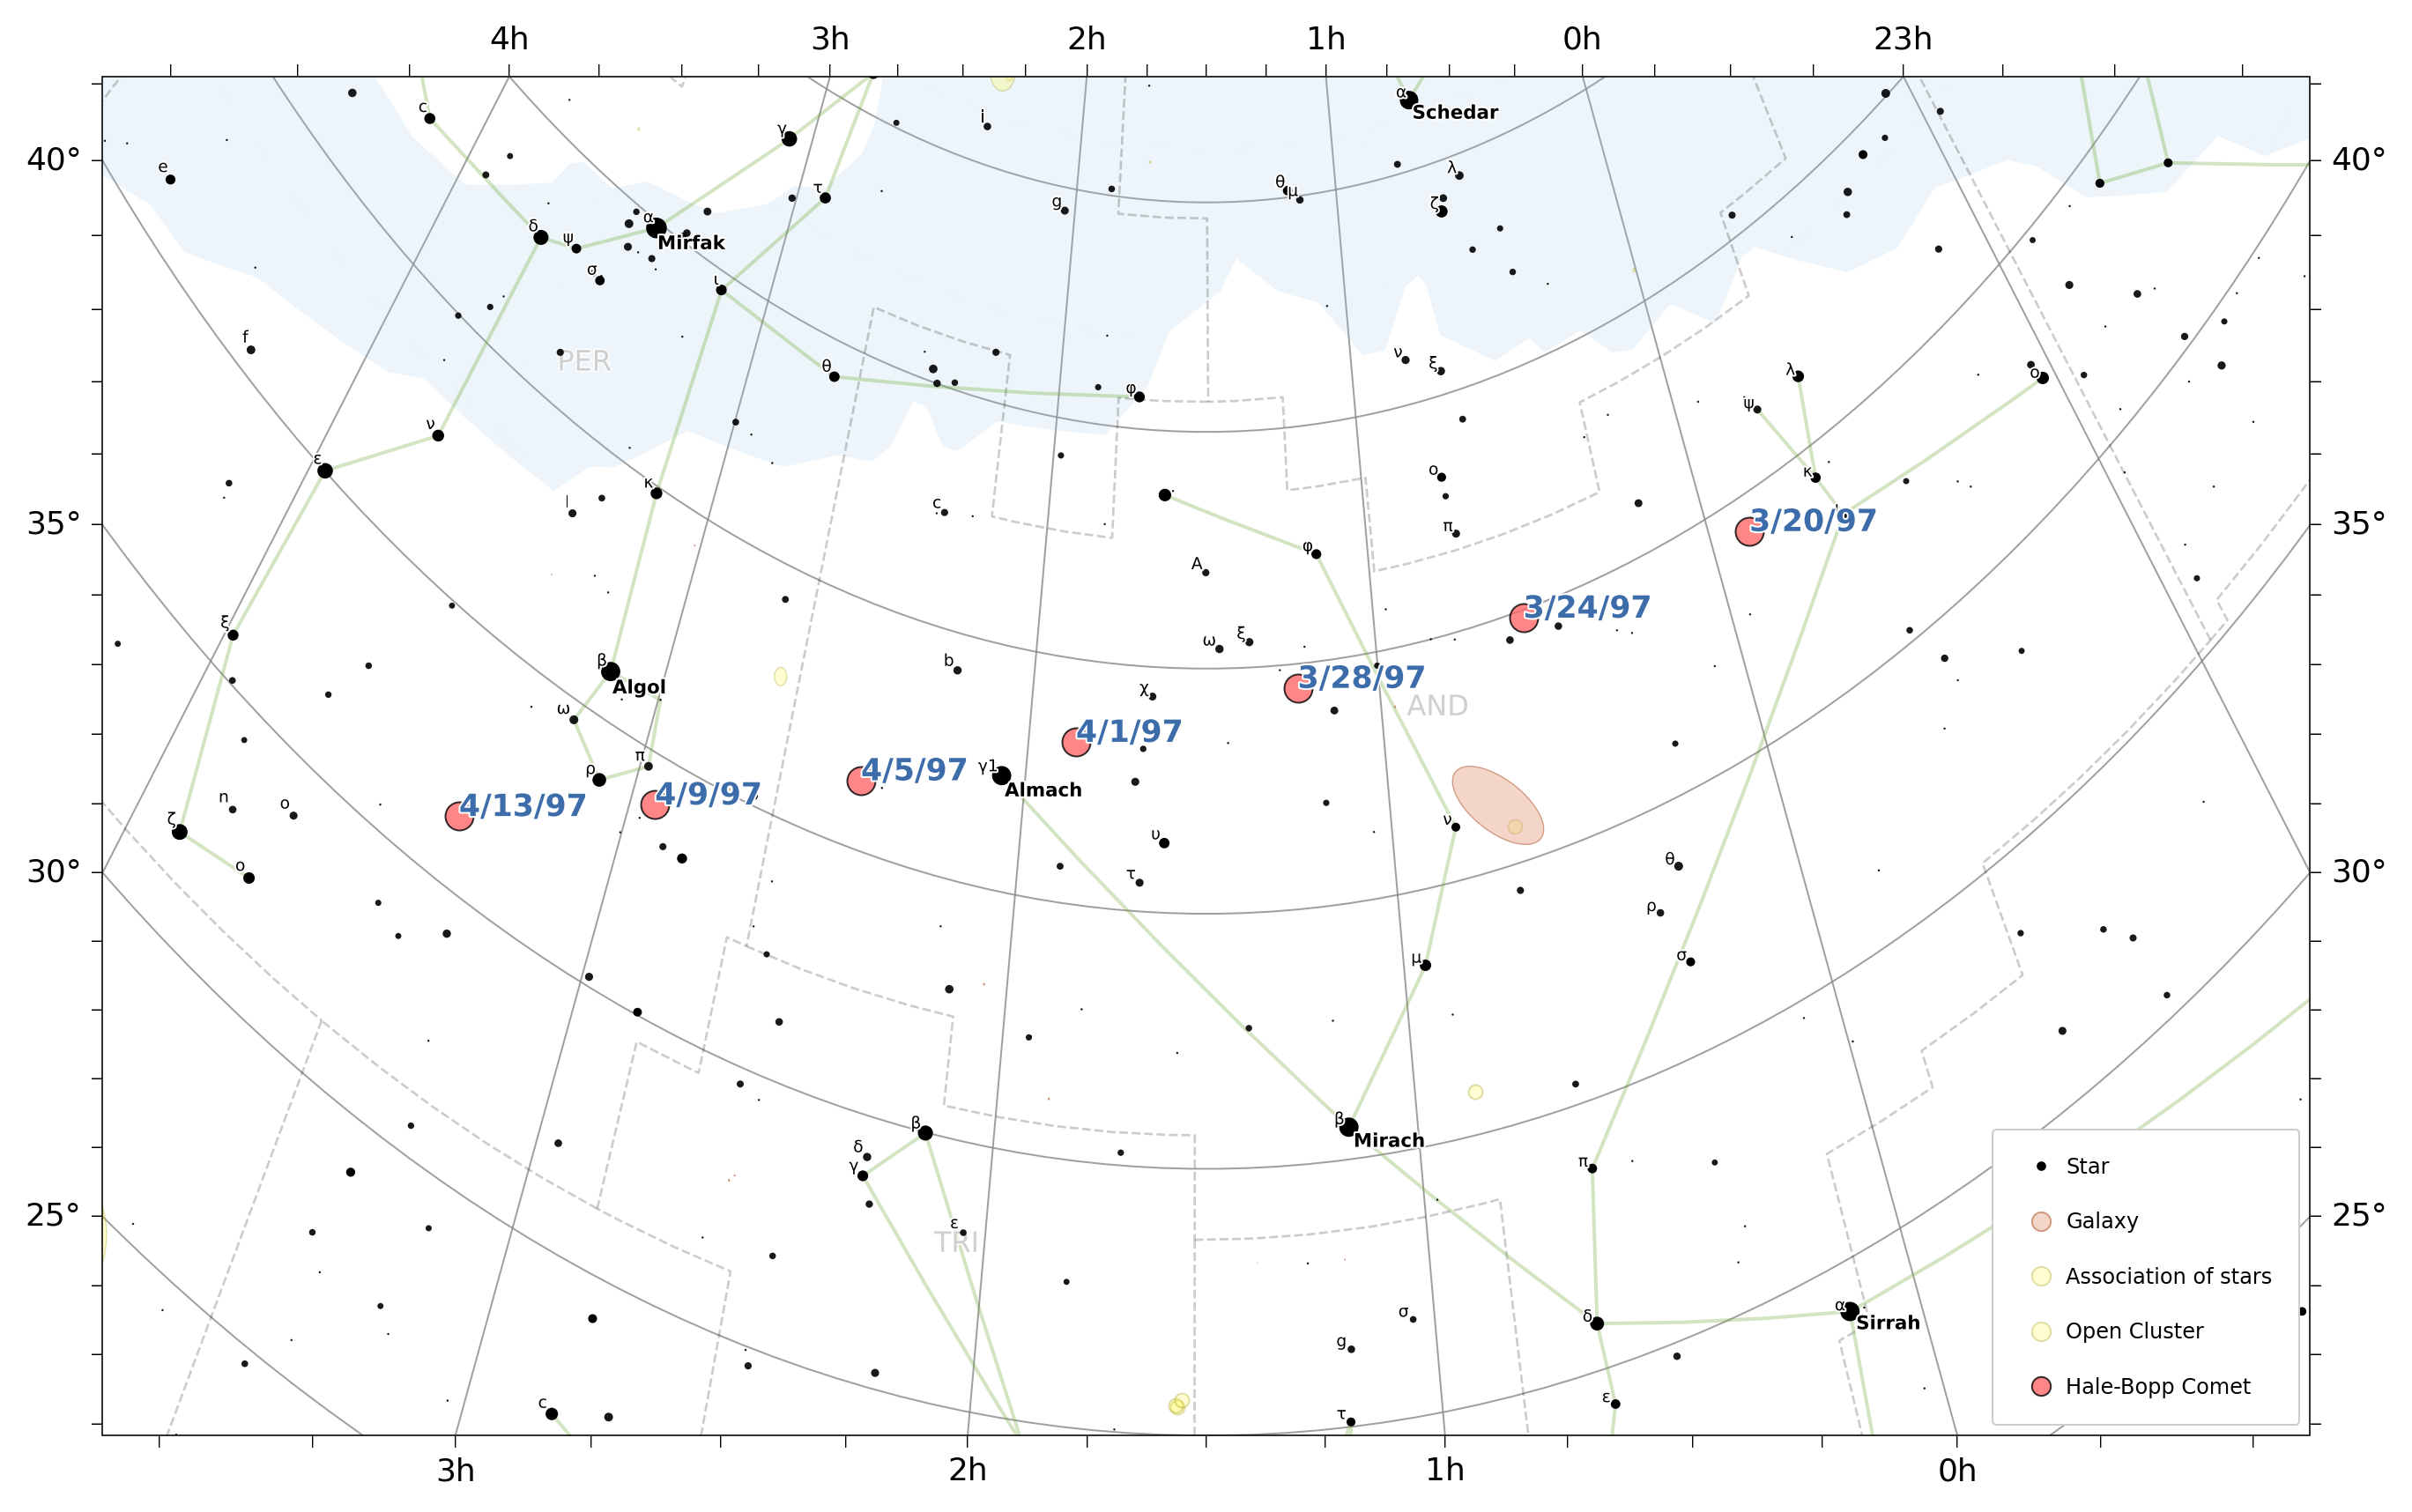 4h 3h 2h 1h 0h 23h
α
Schedar
c
i
γ
40° 40°
e
λ
θ μ
τ
ζ
g
α
δ ψ
Mirfak
σ
ι
f
PER
ν ξ
θ
λ
ο
φ
ψ
ν
ε
ο
κ
κ
l
c
35° 35°
3/20/97
π
φ
A
3/24/97
ξ
ω ξ
β
b
3/28/97
Algol
χ
ω
AND
4/1/97
π
4/5/97
γ1
ρ
Almach
4/9/97
n
o
4/13/97
ζ
ν
υ
30° 30°
ο
θ
τ
ρ
σ
μ
β
β
Mirach
δ
γ
π
Star
25° 25°
Galaxy
ε
TRI
Association of stars
α
σ
δ
Sirrah
Open Cluster
g
Hale-Bopp Comet
c
ε
τ
3h 2h 1h 0h